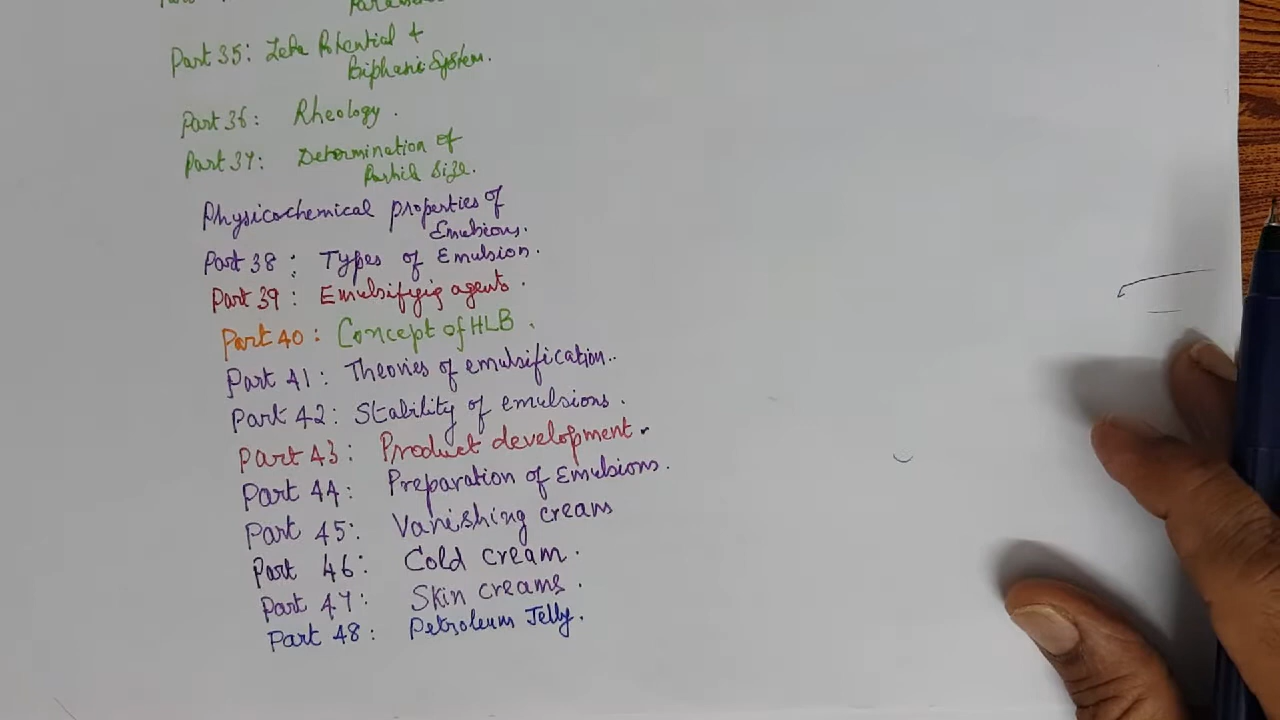 Part 35: Zeta Potential +
Biphasic System.
Part 36: Rheology.
Part 37: Determination of
Particle Size.
Physicochemical properties of
Emulsions.
Part 38: Types of Emulsion.
Part 39: Emulsifyig agents.
Part 40: Concept of HLB.
Part 41: Theories of emulsification..
Part 42: Stability of emulsions.
Part 43: Product development.
Part 44: Preparation of Emulsions.
Part 45: Vanishing cream
Part 46: Cold cream.
Part 47: Skin creams.
Part 48: Petroleum Jelly.